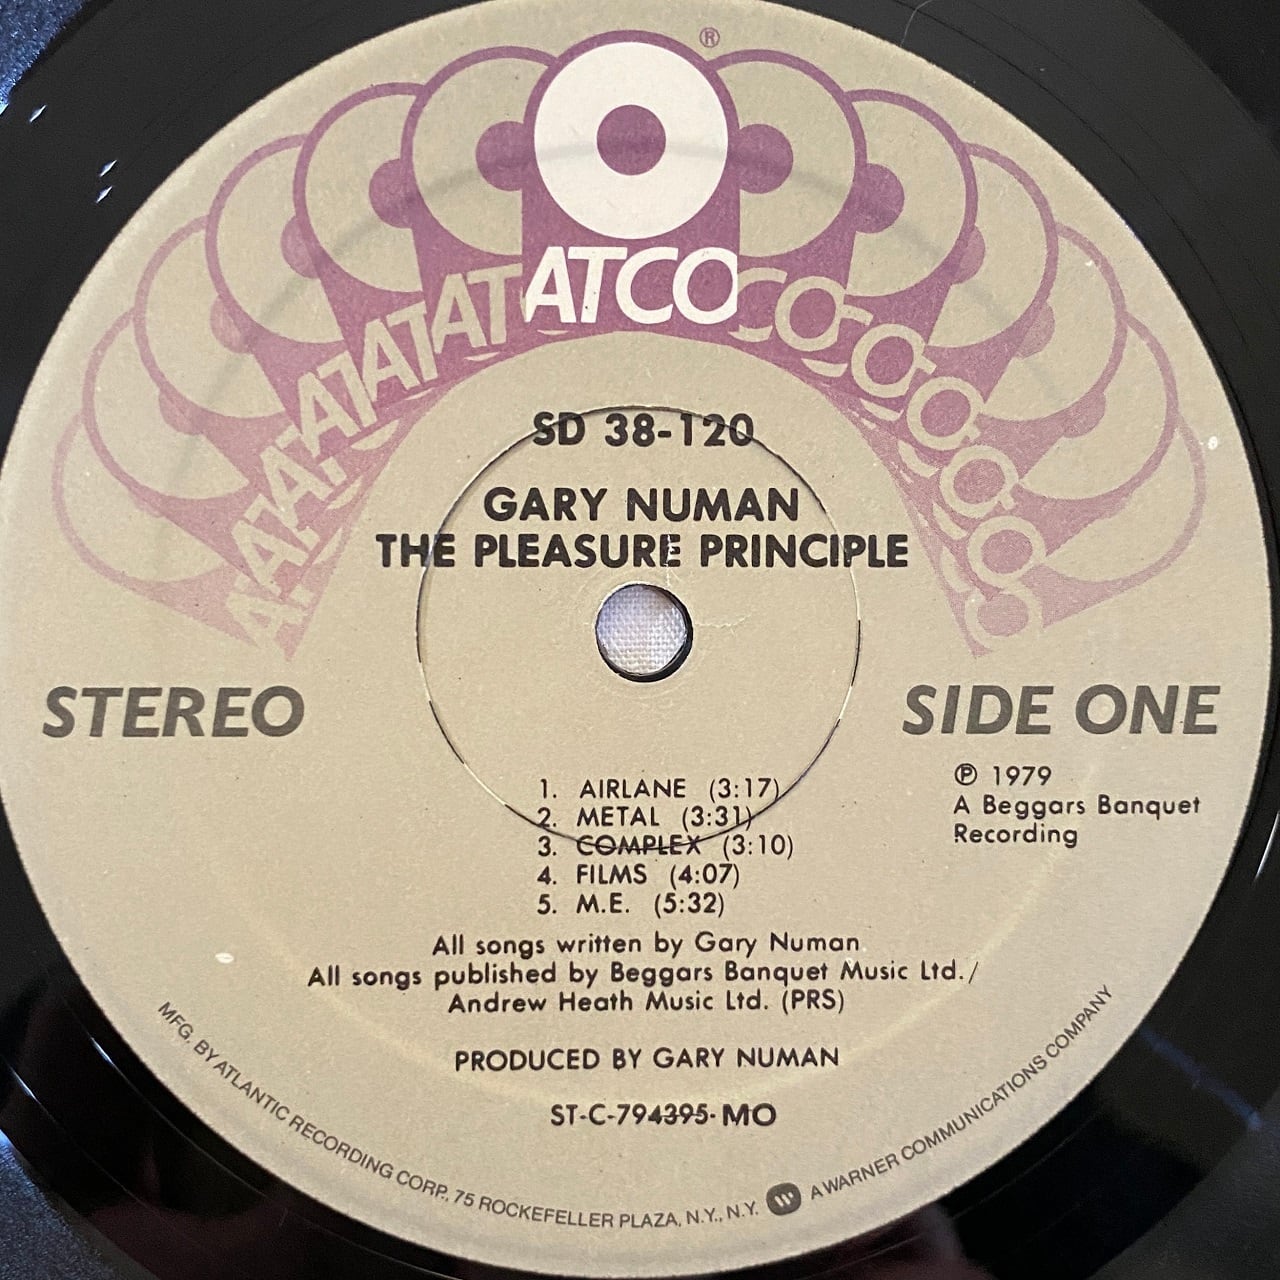 ®
ATCO
SD 38-120
GARY NUMAN
THE PLEASURE PRINCIPLE
STEREO
SIDE ONE
℗ 1979
A Beggars Banquet
Recording
1. AIRLANE (3:17)
2. METAL (3:31)
3. COMPLEX (3:10)
4. FILMS (4:07)
5. M.E. (5:32)
All songs written by Gary Numan
All songs published by Beggars Banquet Music Ltd./
Andrew Heath Music Ltd. (PRS)
PRODUCED BY GARY NUMAN
ST-C-794395-MO
MFG. BY ATLANTIC RECORDING CORP., 75 ROCKEFELLER PLAZA, N.Y., N.Y. W A WARNER COMMUNICATIONS COMPANY